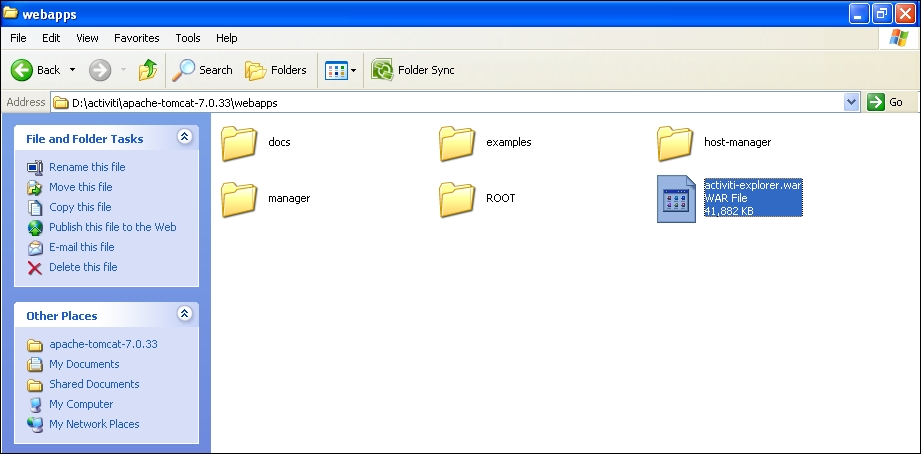 webapps
File Edit View Favorites Tools Help
Back Search Folders Folder Sync
Address D:\activiti\apache-tomcat-7.0.33\webapps Go
File and Folder Tasks
Rename this file
Move this file
Copy this file
Publish this file to the Web
E-mail this file
Delete this file
Other Places
apache-tomcat-7.0.33
My Documents
Shared Documents
My Computer
My Network Places
docs examples host-manager
manager ROOT activiti-explorer.war
WAR File
41,882 KB